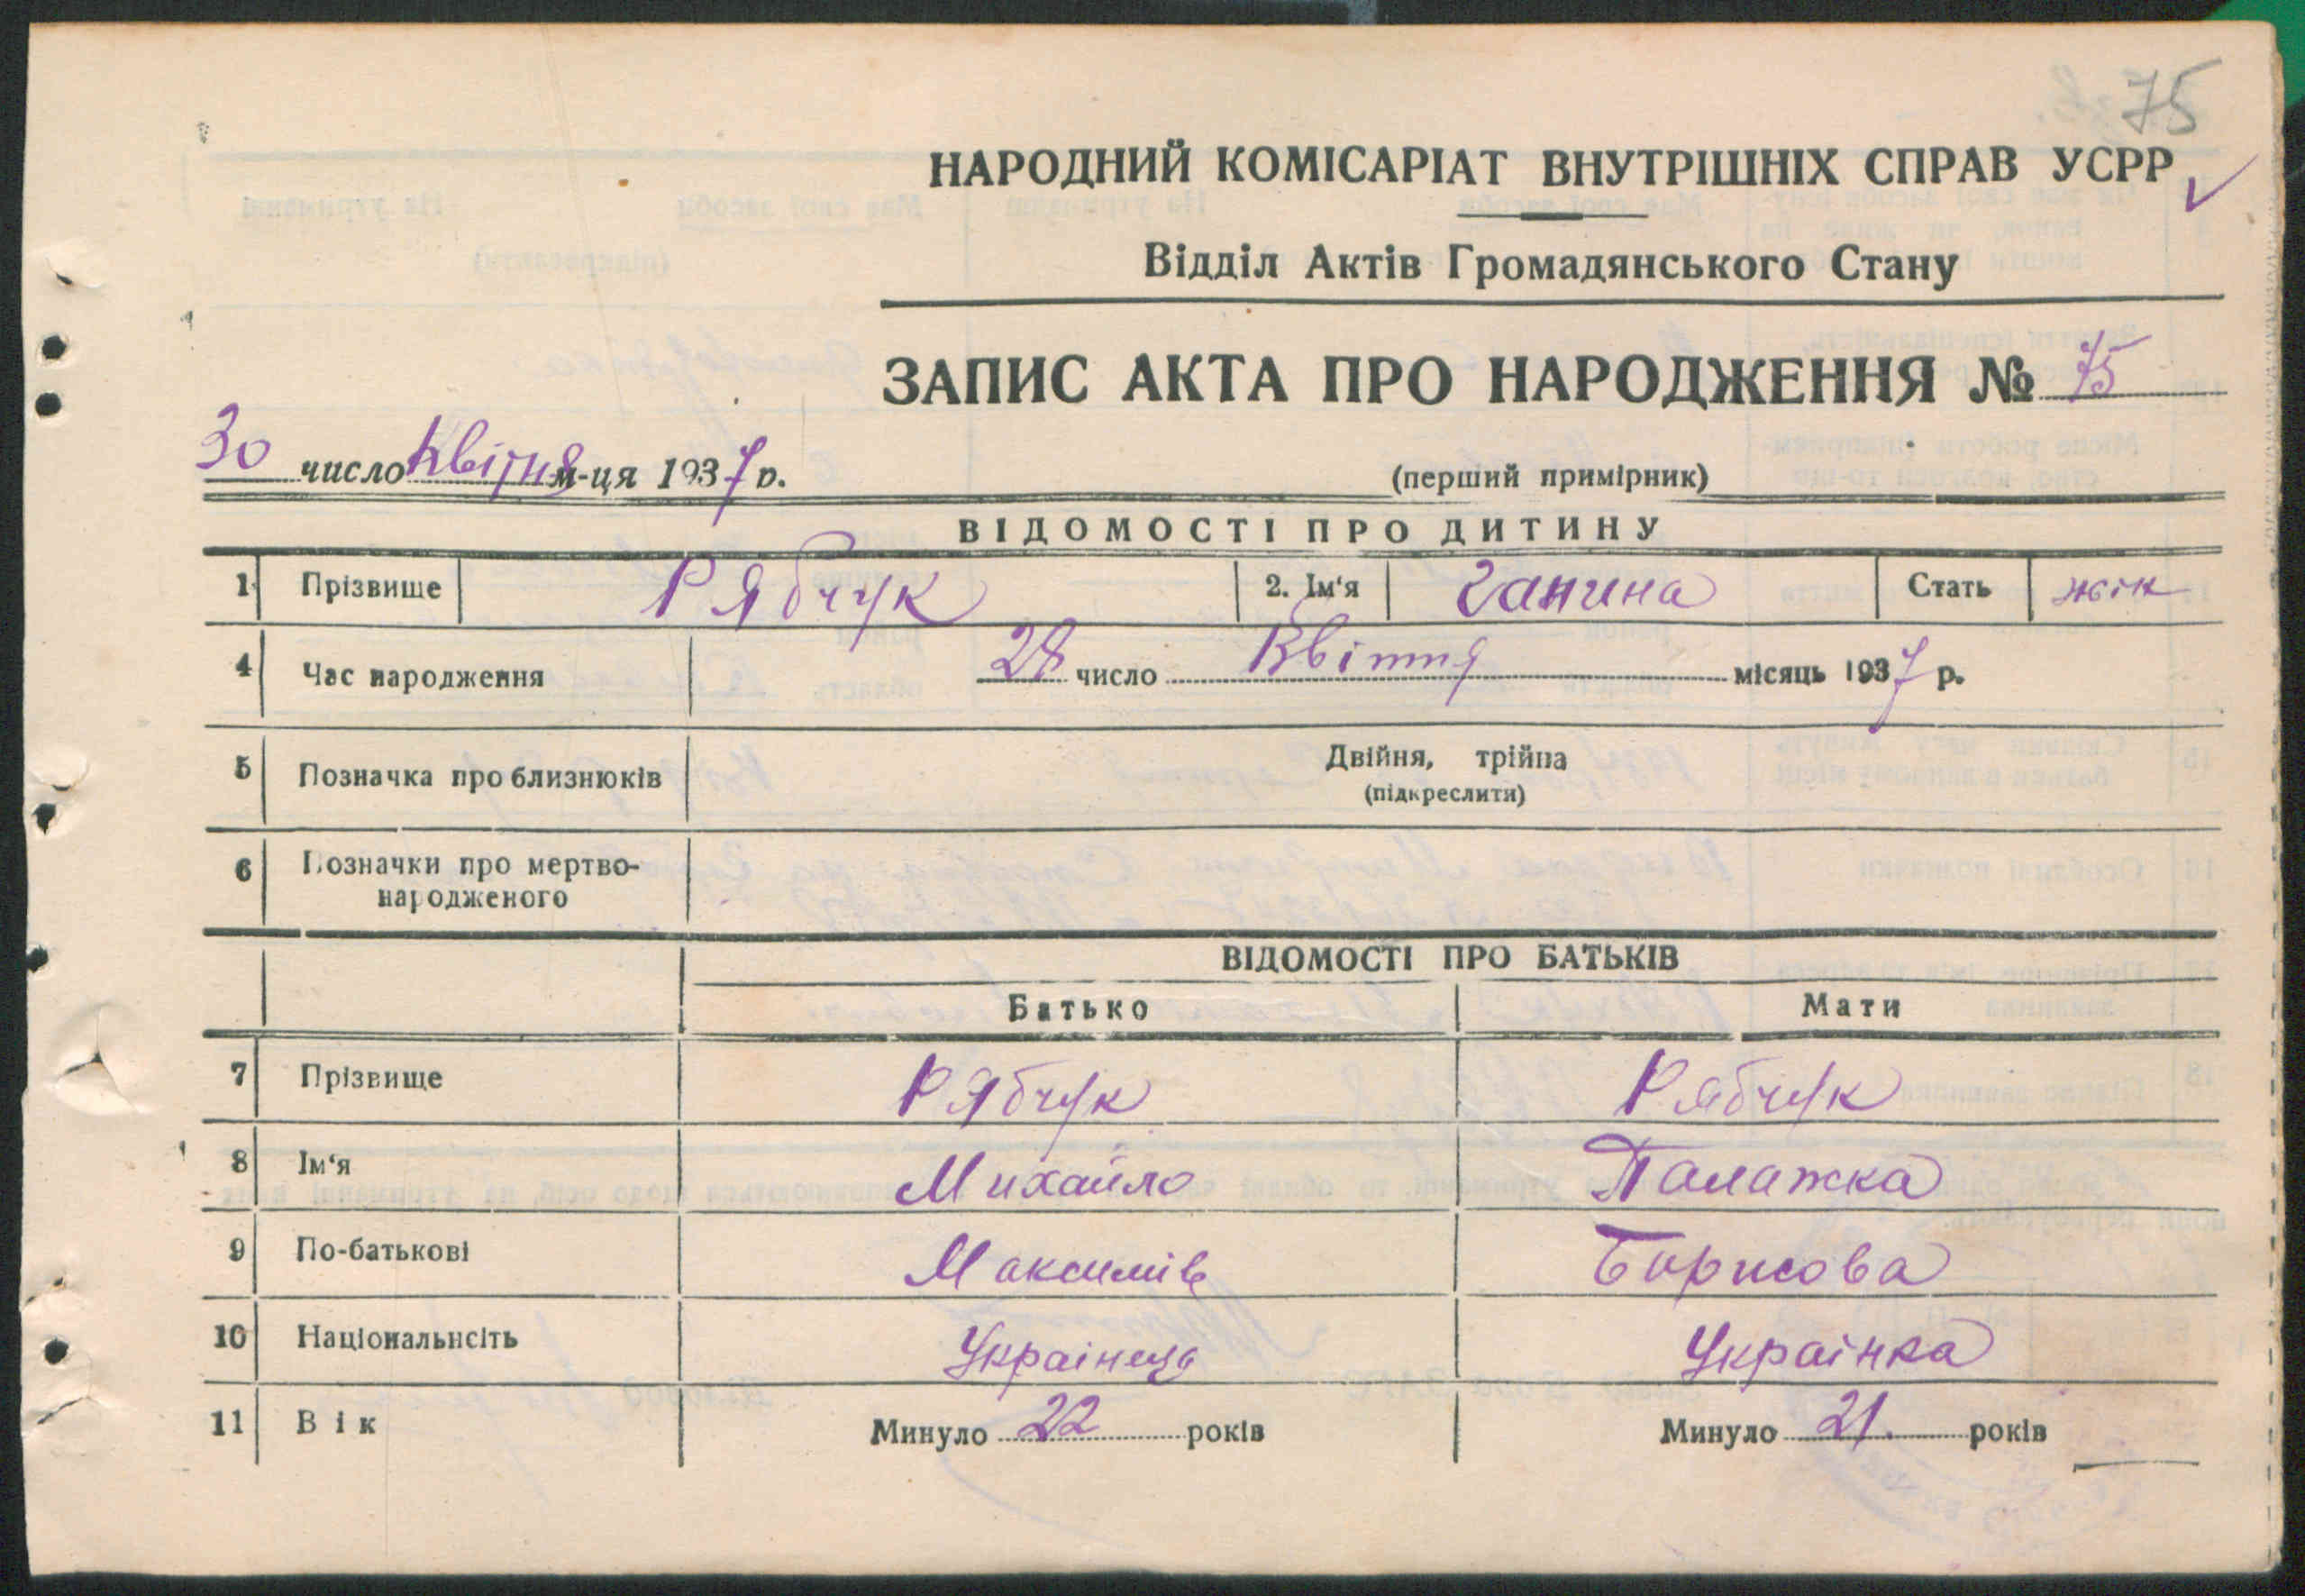 75
НАРОДНИЙ КОМІСАРІАТ ВНУТРІШНІХ СПРАВ УСРР
Відділ Актів Громадянського Стану
ЗАПИС АКТА ПРО НАРОДЖЕННЯ № 75
30 число Квітня м-ця 1937 р.
(перший примірник)
ВІДОМОСТІ ПРО ДИТИНУ
1 Прізвище Рябчук 2. Ім‘я Ганина Стать жін
4 Час народження 28 число Квітня місяць 1937 р.
5 Позначка про близнюків Двійня, трійна
(підкреслити)
6 Позначки про мертво-
народженого
ВІДОМОСТІ ПРО БАТЬКІВ
Батько Мати
7 Прізвище Рябчук Рябчук
8 Ім‘я Михайло Палажка
9 По-батькові Максимів Борисова
10 Національнсіть Українець Українка
11 Вік Минуло 22 років Минуло 21. років